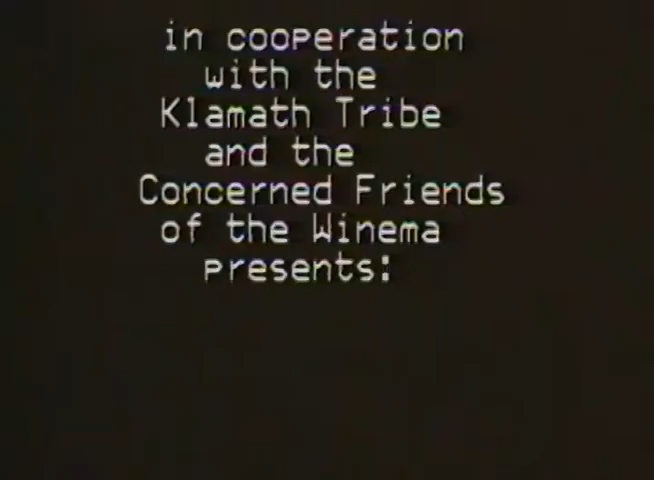 in cooperation
with the
Klamath Tribe
and the
Concerned Friends
of the Winema
presents: